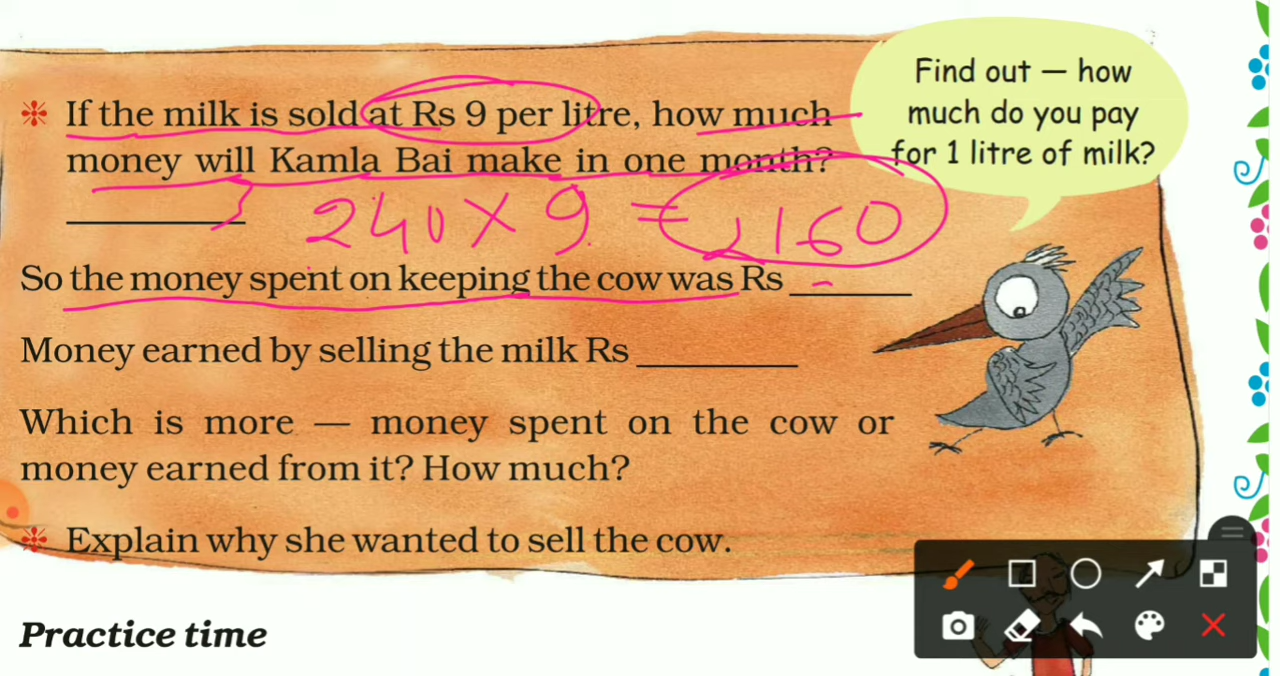 If the milk is sold at Rs 9 per litre, how much
money will Kamla Bai make in one month?
240 × 9 = 2160
So the money spent on keeping the cow was Rs
Money earned by selling the milk Rs
Which is more — money spent on the cow or
money earned from it? How much?
Explain why she wanted to sell the cow.
Practice time
Find out — how
much do you pay
for 1 litre of milk?